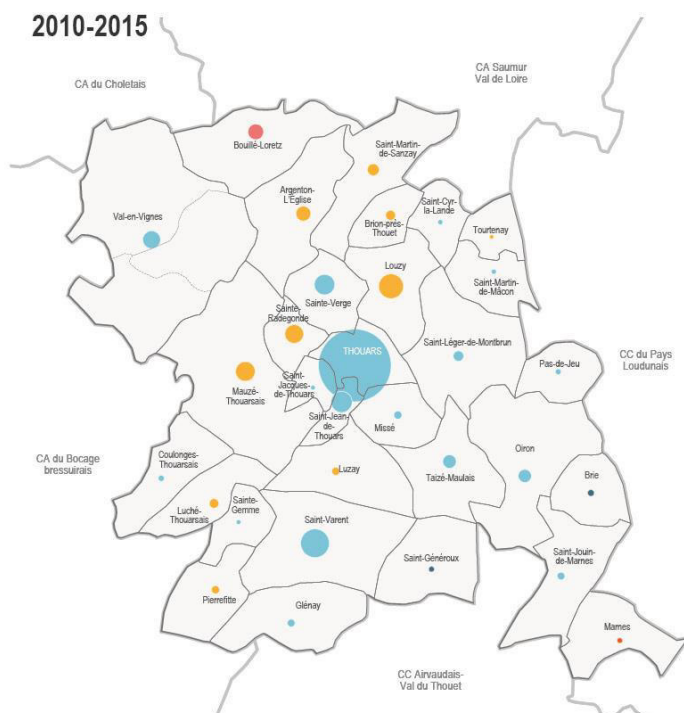 2010-2015
CA Saumur
Val de Loire
CA du Choletais
Bouillé-Loretz
Saint-Martin-
de-Sanzay
Argenton-
L'Eglise
Saint-Cyr-
la-Lande
Val-en-Vignes
Brion-près-
Thouet
Tourtenay
Louzy
Saint-Martin-
de-Mâcon
Sainte-Verge
Sainte-
Radegonde
THOUARS
Saint-Léger-de-Montbrun
CC du Pays
Loudunais
Pas-de-Jeu
Saint-
Jacques-
de-Thouars
Mauzé-
Thouarsais
Saint-Jean-
de-
Thouars
Missé
CA du Bocage
bressuirais
Coulonges-
Thouarsais
Luzay
Taizé-Maulais
Oiron
Brie
Luché-
Thouarsais
Sainte-
Gemme
Saint-Varent
Saint-Généroux
Saint-Jouin-
de-Marnes
Pierrefitte
Glénay
Marnes
CC Airvaudais-
Val du Thouet